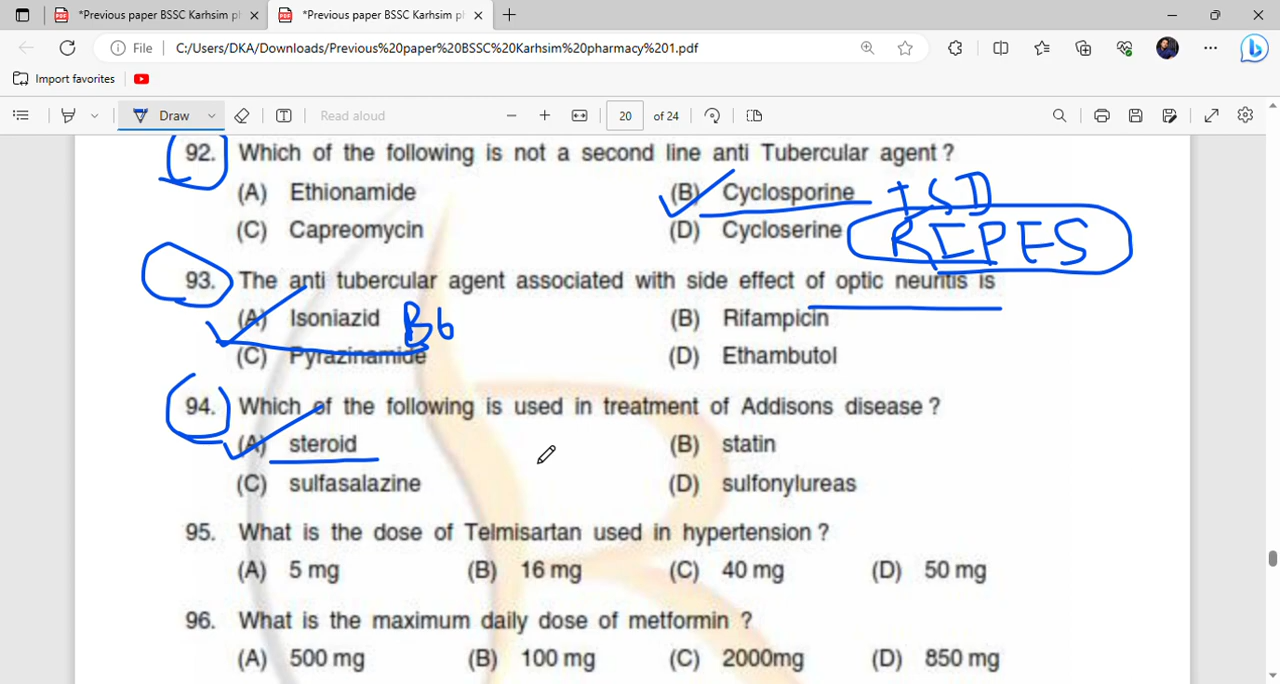 *Previous paper BSSC Karhsim ph
*Previous paper BSSC Karhsim ph
File C:/Users/DKA/Downloads/Previous%20paper%20BSSC%20Karhsim%20pharmacy%201.pdf
Import favorites
Draw Read aloud 20 of 24
92. Which of the following is not a second line anti Tubercular agent ?
(A) Ethionamide (B) Cyclosporine ISD
(C) Capreomycin (D) Cycloserine RIPES
93. The anti tubercular agent associated with side effect of optic neuritis is
(A) Isoniazid B6 (B) Rifampicin
(C) Pyrazinamide (D) Ethambutol
94. Which of the following is used in treatment of Addisons disease ?
(A) steroid (B) statin
(C) sulfasalazine (D) sulfonylureas
95. What is the dose of Telmisartan used in hypertension ?
(A) 5 mg (B) 16 mg (C) 40 mg (D) 50 mg
96. What is the maximum daily dose of metformin ?
(A) 500 mg (B) 100 mg (C) 2000mg (D) 850 mg